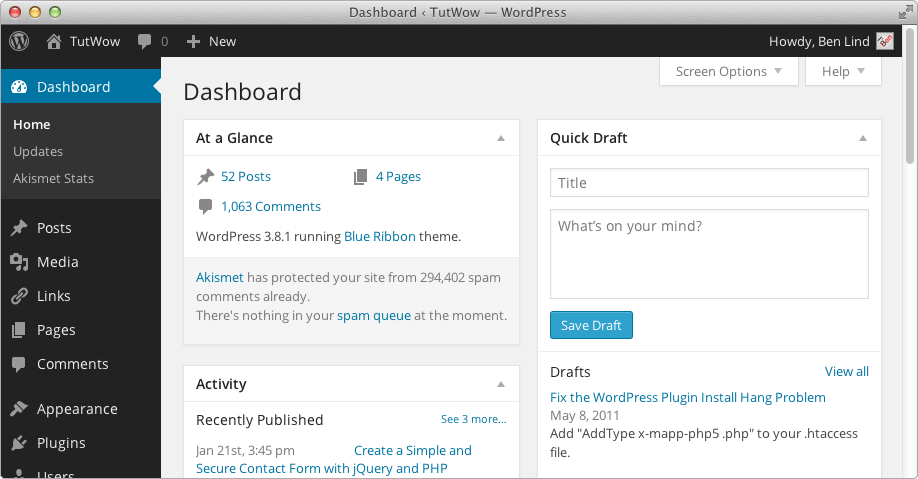 Dashboard ‹ TutWow — WordPress
TutWow 0 New Howdy, Ben Lind
Screen Options Help
Dashboard
Home
Updates
Akismet Stats
Posts
Media
Links
Pages
Comments
Appearance
Plugins
Users
Dashboard
At a Glance
52 Posts 4 Pages
1,063 Comments
WordPress 3.8.1 running Blue Ribbon theme.
Akismet has protected your site from 294,402 spam
comments already.
There's nothing in your spam queue at the moment.
Activity
Recently Published See 3 more...
Jan 21st, 3:45 pm Create a Simple and
Secure Contact Form with jQuery and PHP
Quick Draft
Title
What's on your mind?
Save Draft
Drafts View all
Fix the WordPress Plugin Install Hang Problem
May 8, 2011
Add "AddType x-mapp-php5 .php" to your .htaccess
file.